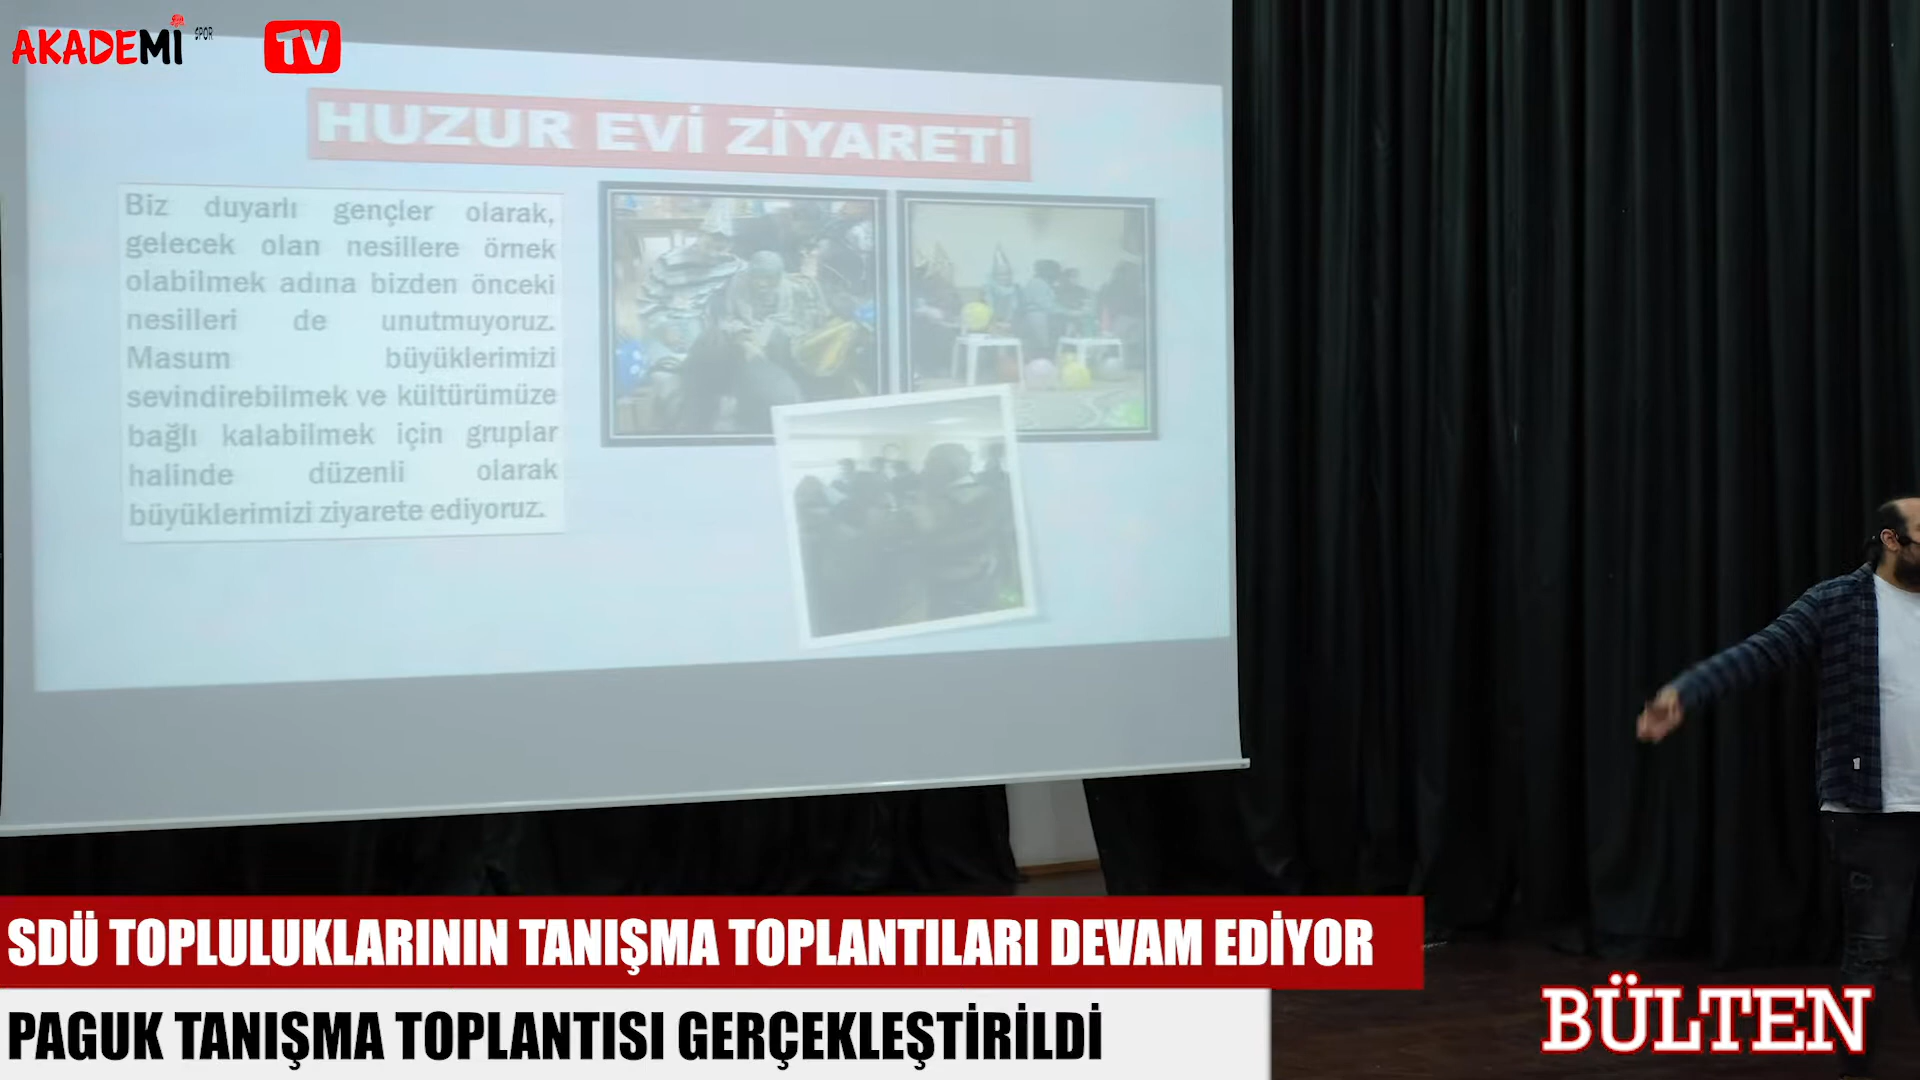 AKADEMİ SPOR TV
HUZUR EVİ ZİYARETİ
Biz duyarlı gençler olarak,
gelecek olan nesillere örnek
olabilmek adına bizden önceki
nesilleri de unutmuyoruz.
Masum büyüklerimizi
sevindirebilmek ve kültürümüze
bağlı kalabilmek için gruplar
halinde düzenli olarak
büyüklerimizi ziyarete ediyoruz.
SDÜ TOPLULUKLARININ TANIŞMA TOPLANTILARI DEVAM EDİYOR
PAGUK TANIŞMA TOPLANTISI GERÇEKLEŞTİRİLDİ
BÜLTEN